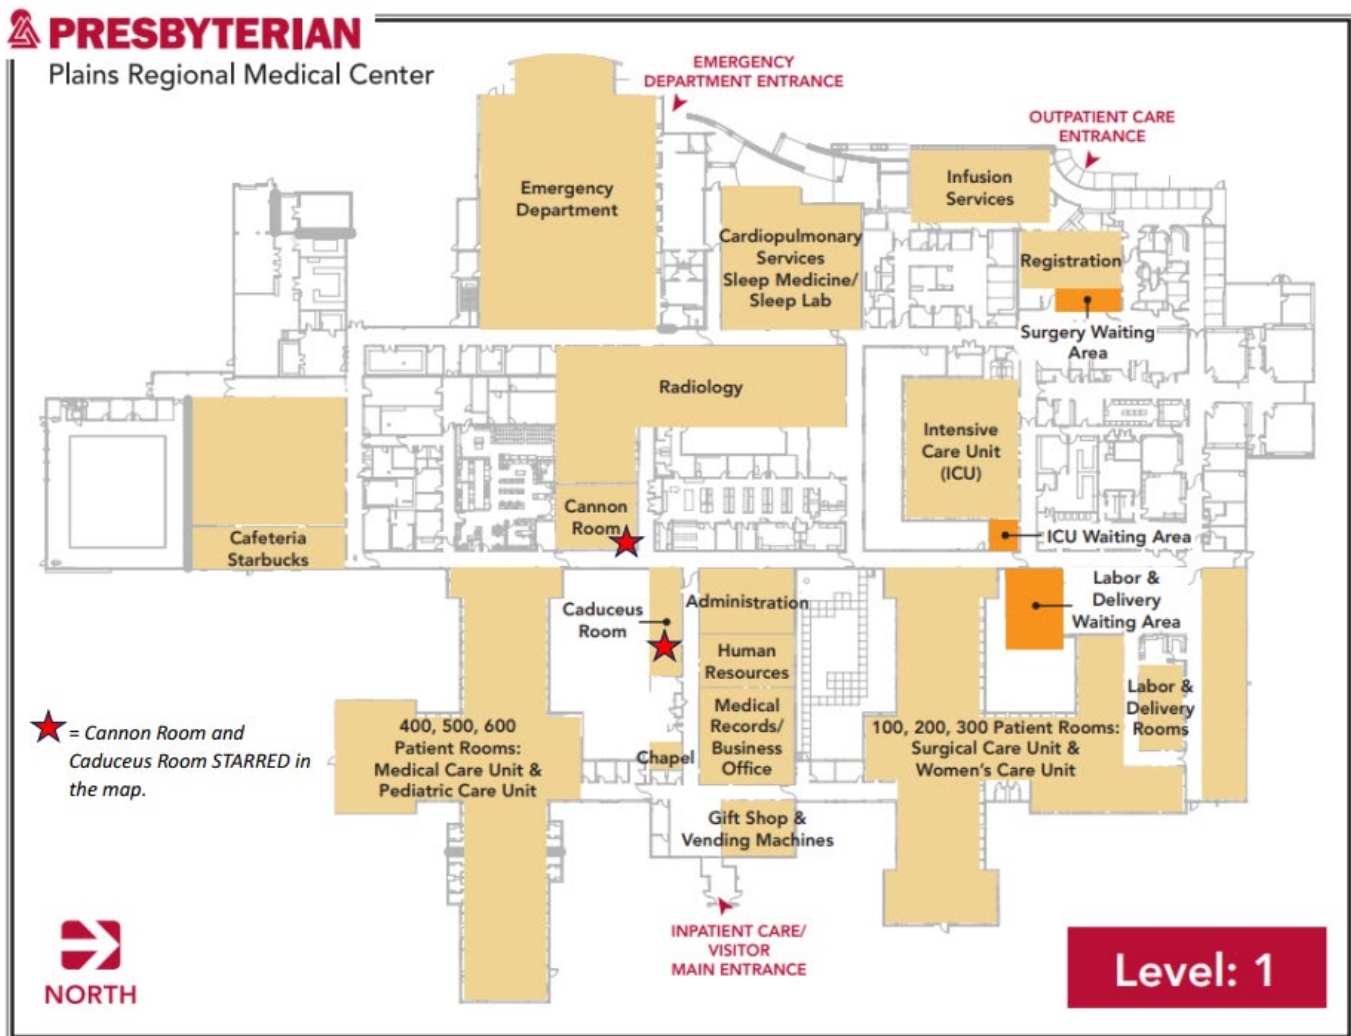 PRESBYTERIAN
Plains Regional Medical Center
EMERGENCY
DEPARTMENT ENTRANCE
OUTPATIENT CARE
ENTRANCE
Emergency
Department
Infusion
Services
Cardiopulmonary
Services
Sleep Medicine/
Sleep Lab
Registration
Surgery Waiting
Area
Radiology
Intensive
Care Unit
(ICU)
Cannon
Room
ICU Waiting Area
Cafeteria
Starbucks
Caduceus
Room
Administration
Labor &
Delivery
Waiting Area
Human
Resources
Labor &
Delivery
Rooms
= Cannon Room and
Caduceus Room STARRED in
the map.
400, 500, 600
Patient Rooms:
Medical Care Unit &
Pediatric Care Unit
Chapel
Medical
Records/
Business
Office
100, 200, 300 Patient Rooms:
Surgical Care Unit &
Women's Care Unit
Gift Shop &
Vending Machines
INPATIENT CARE/
VISITOR
MAIN ENTRANCE
NORTH
Level: 1